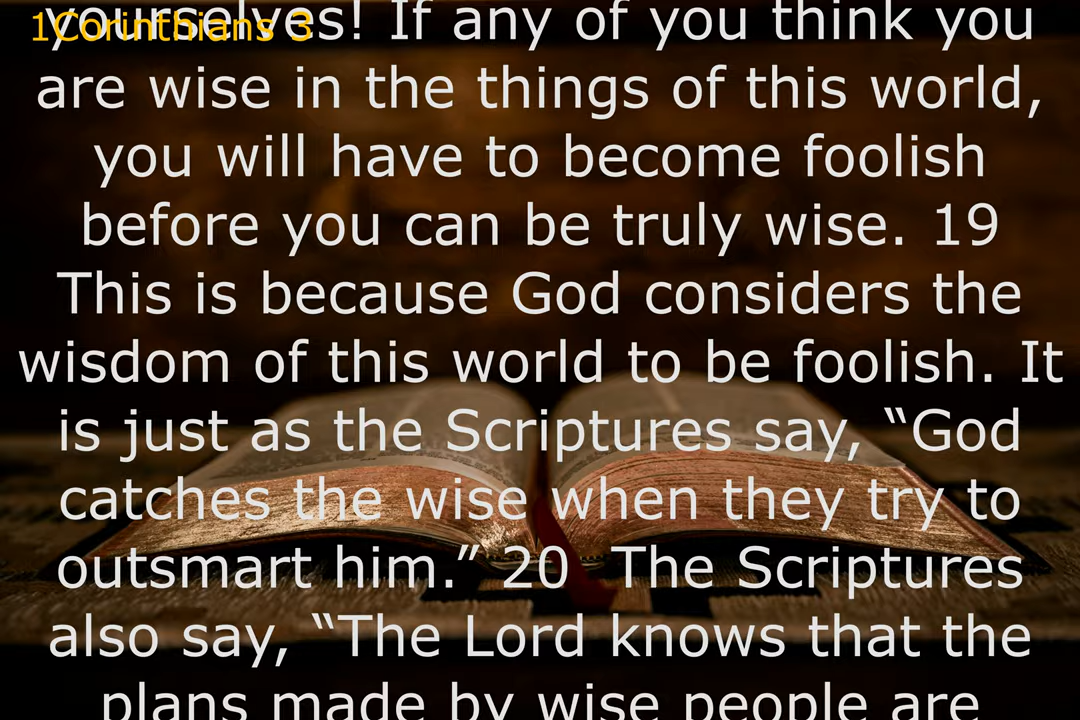 1Corinthians 3
yourselves! If any of you think you
are wise in the things of this world,
you will have to become foolish
before you can be truly wise. 19
This is because God considers the
wisdom of this world to be foolish. It
is just as the Scriptures say, “God
catches the wise when they try to
outsmart him.” 20  The Scriptures
also say, “The Lord knows that the
plans made by wise people are